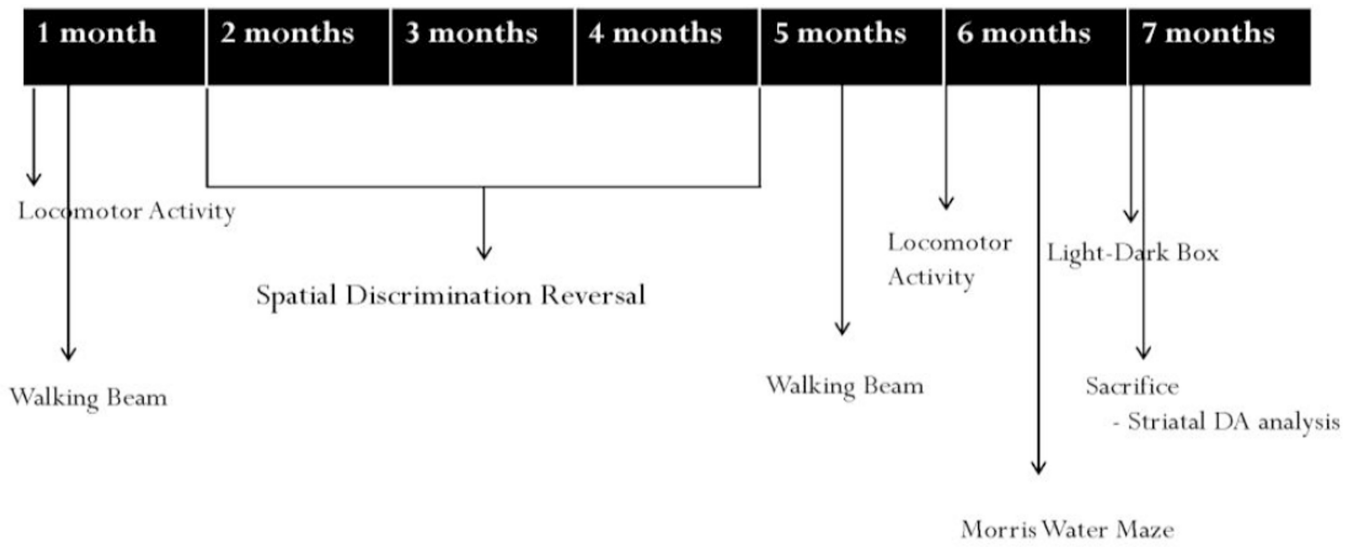 1 month
2 months
3 months
4 months
5 months
6 months
7 months
Locomotor Activity
Locomotor
Activity
Light-Dark Box
Spatial Discrimination Reversal
Walking Beam
Walking Beam
Sacrifice
- Striatal DA analysis
Morris Water Maze